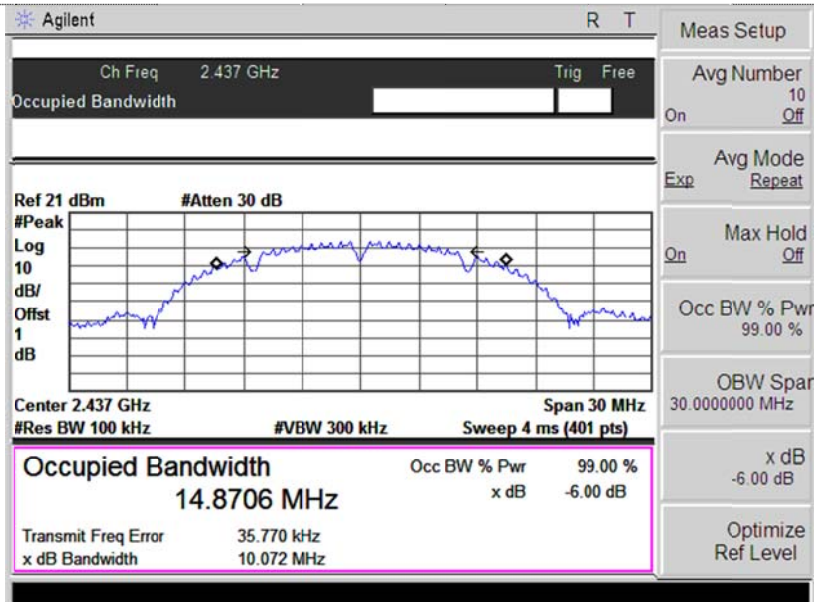 Agilent R T
Ch Freq 2.437 GHz Trig Free
Occupied Bandwidth
Ref 21 dBm #Atten 30 dB
#Peak
Log
10
dB/
Offst
1
dB
Center 2.437 GHz Span 30 MHz
#Res BW 100 kHz #VBW 300 kHz Sweep 4 ms (401 pts)
Occupied Bandwidth
14.8706 MHz
Occ BW % Pwr 99.00 %
x dB -6.00 dB
Transmit Freq Error 35.770 kHz
x dB Bandwidth 10.072 MHz
Meas Setup
Avg Number
10
On Off
Avg Mode
Exp Repeat
Max Hold
On Off
Occ BW % Pwr
99.00 %
OBW Span
30.0000000 MHz
x dB
-6.00 dB
Optimize
Ref Level